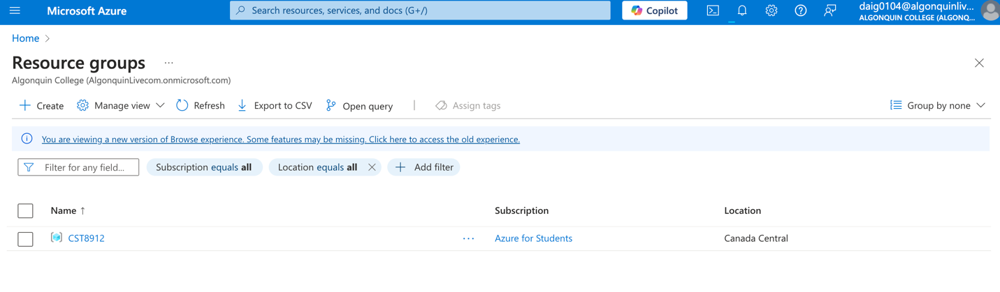 Microsoft Azure
Search resources, services, and docs (G+/)
Copilot
daig0104@algonquinliv...
ALGONQUIN COLLEGE (ALGONQ...
Home >
Resource groups ...
Algonquin College (AlgonquinLivecom.onmicrosoft.com)
+ Create Manage view Refresh Export to CSV Open query | Assign tags Group by none
You are viewing a new version of Browse experience. Some features may be missing. Click here to access the old experience.
Filter for any field... Subscription equals all Location equals all × + Add filter
Name ↑ Subscription Location
CST8912 ... Azure for Students Canada Central